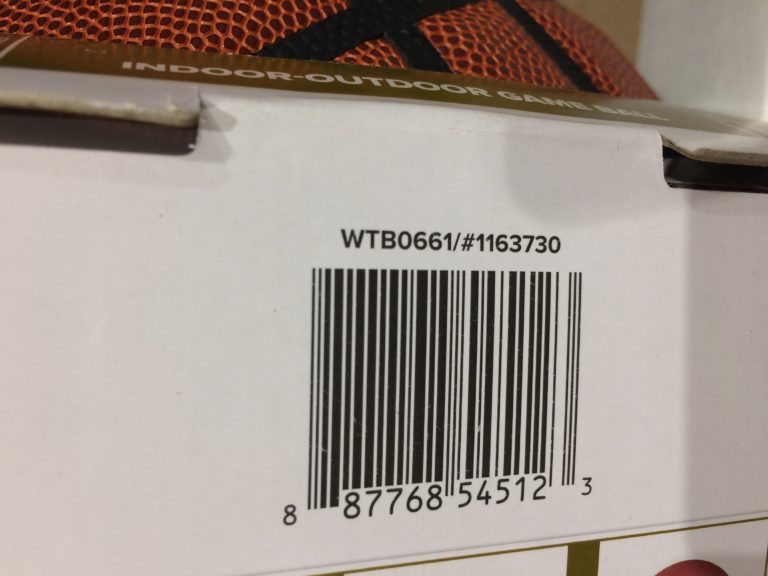 INDOOR-OUTDOOR GAME BALL
WTB0661/#1163730
8 87768 54512 3